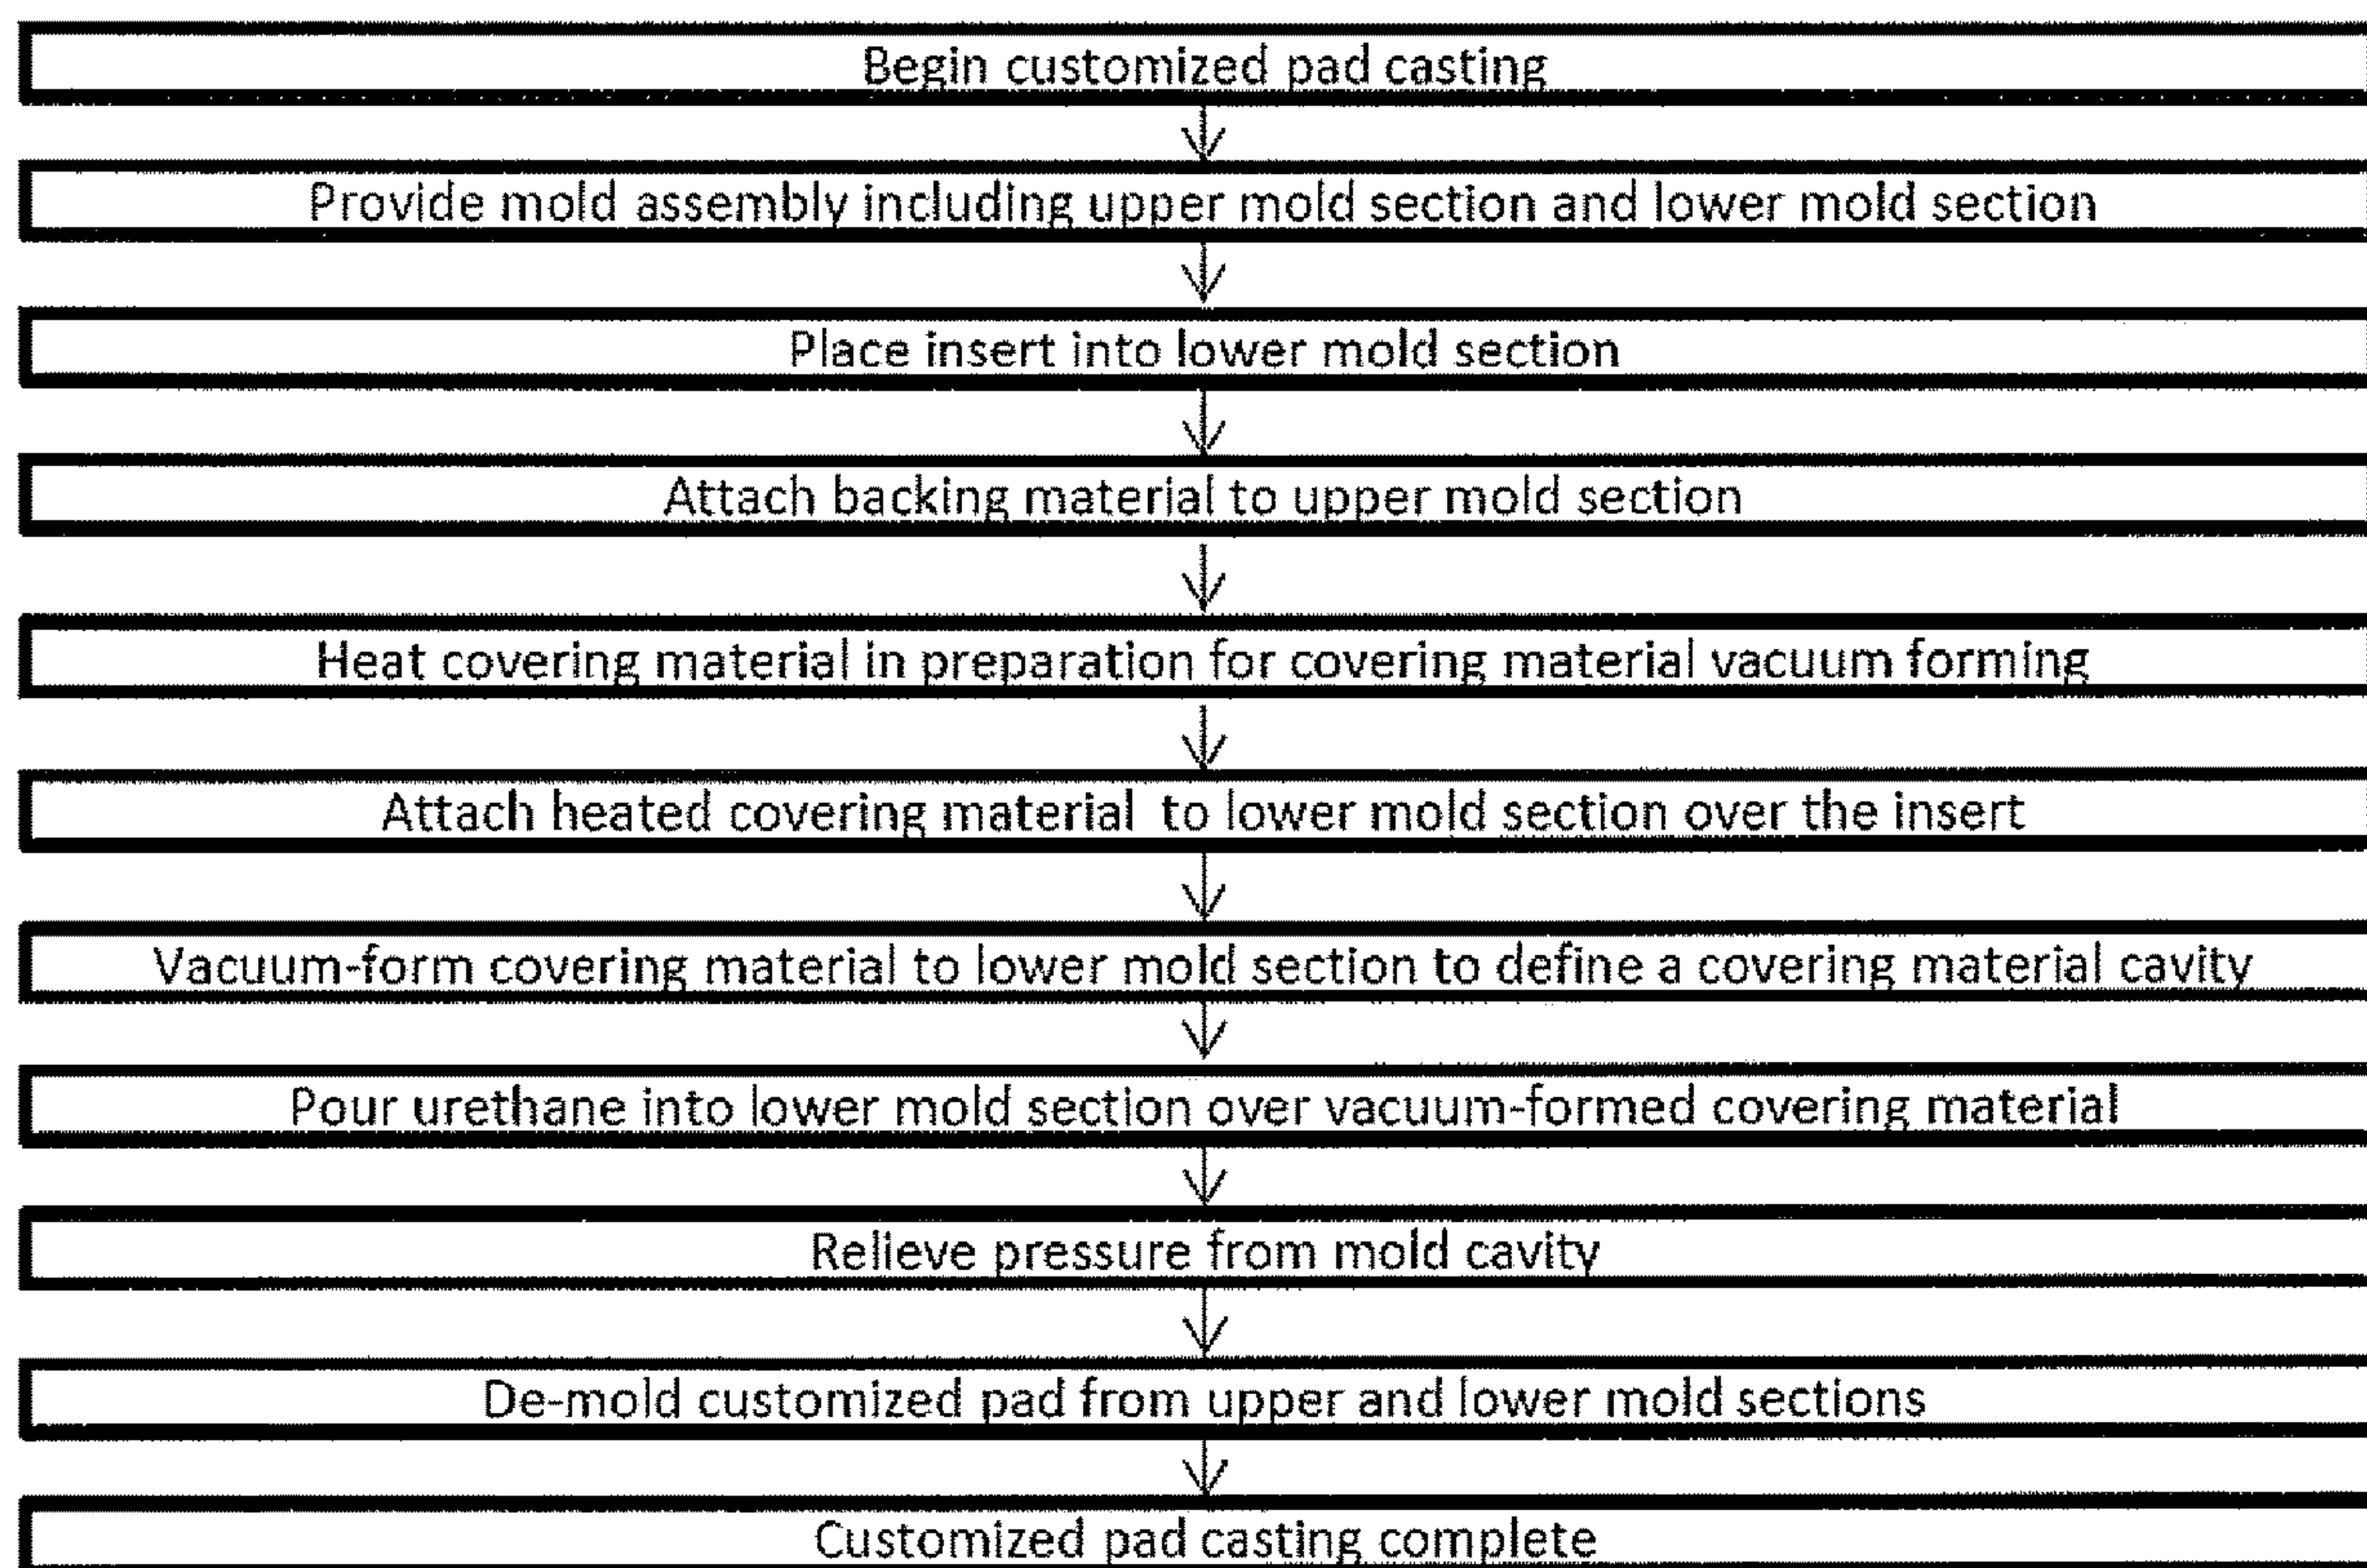 Begin customized pad casting
Provide mold assembly including upper mold section and lower mold section
Place insert into lower mold section
Attach backing material to upper mold section
Heat covering material in preparation for covering material vacuum forming
Attach heated covering material to lower mold section over the insert
Vacuum-form covering material to lower mold section to define a covering material cavity
Pour urethane into lower mold section over vacuum-formed covering material
Relieve pressure from mold cavity
De-mold customized pad from upper and lower mold sections
Customized pad casting complete